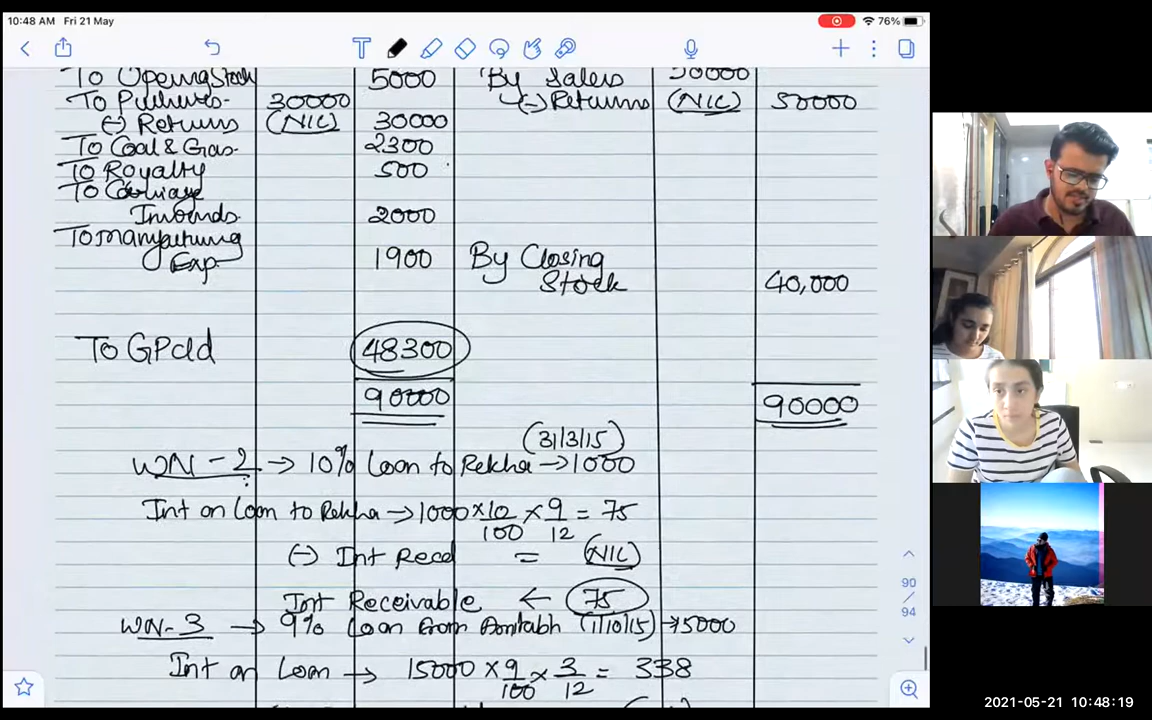 10:48 AM Fri 21 May 76%
To Opening Stock 5000 By Sales 50000
To Purchases 30000 (-) Returns (NIL) 50000
(-) Returns (NIL) 30000
To Coal & Gas 2300
To Royalty 500
To Carriage
Inwards 2000
To Manufacturing
Exp 1900 By Closing
Stock 40,000
To GP c/d 48300
90000 90000
(31/3/15)
WN-2 → 10% Loan to Rekha → 1000
Int on Loan to Rekha → 1000 × 10/100 × 9/12 = 75
(-) Int Recd = (NIL)
Int Receivable ← 75
WN-3 → 9% Loan from Amitabh (1/10/15) → 15000
Int on Loan → 15000 × 9/100 × 3/12 = 338
90
/
94
2021-05-21 10:48:19